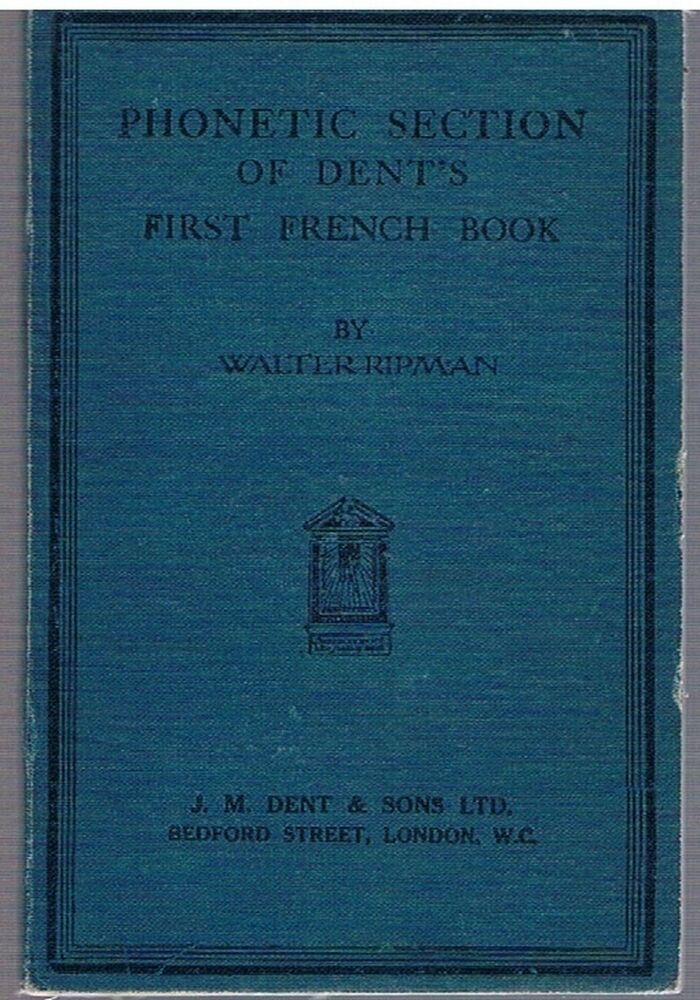 PHONETIC SECTION
OF DENT'S
FIRST FRENCH BOOK
BY
WALTER RIPMAN
J. M. DENT & SONS LTD.
BEDFORD STREET, LONDON, W.C.